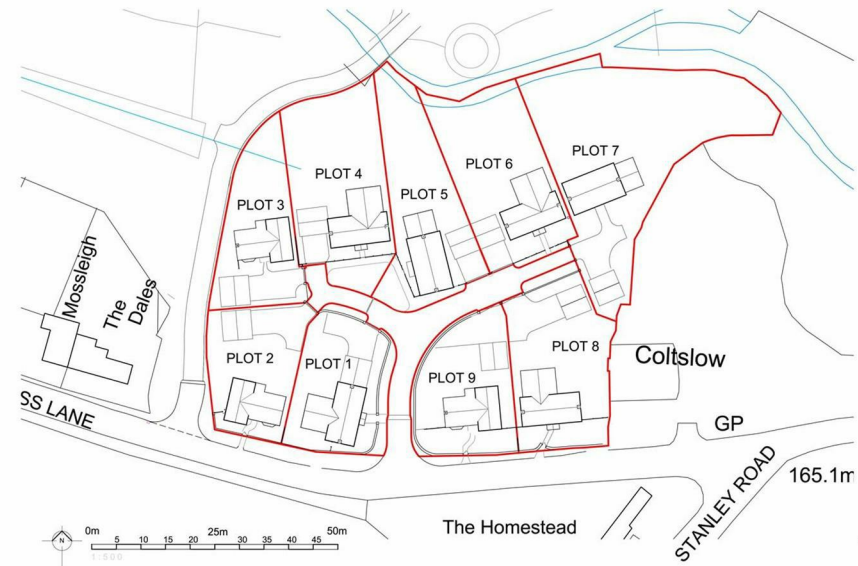 PLOT 7
PLOT 6
PLOT 4
PLOT 5
PLOT 3
Mossleigh
The
Dales
PLOT 2
PLOT 1
PLOT 8
PLOT 9
Coltslow
SS LANE
GP
STANLEY ROAD
165.1m
The Homestead
N
0m 25m 50m
5 10 15 20 30 35 40 45
1:500